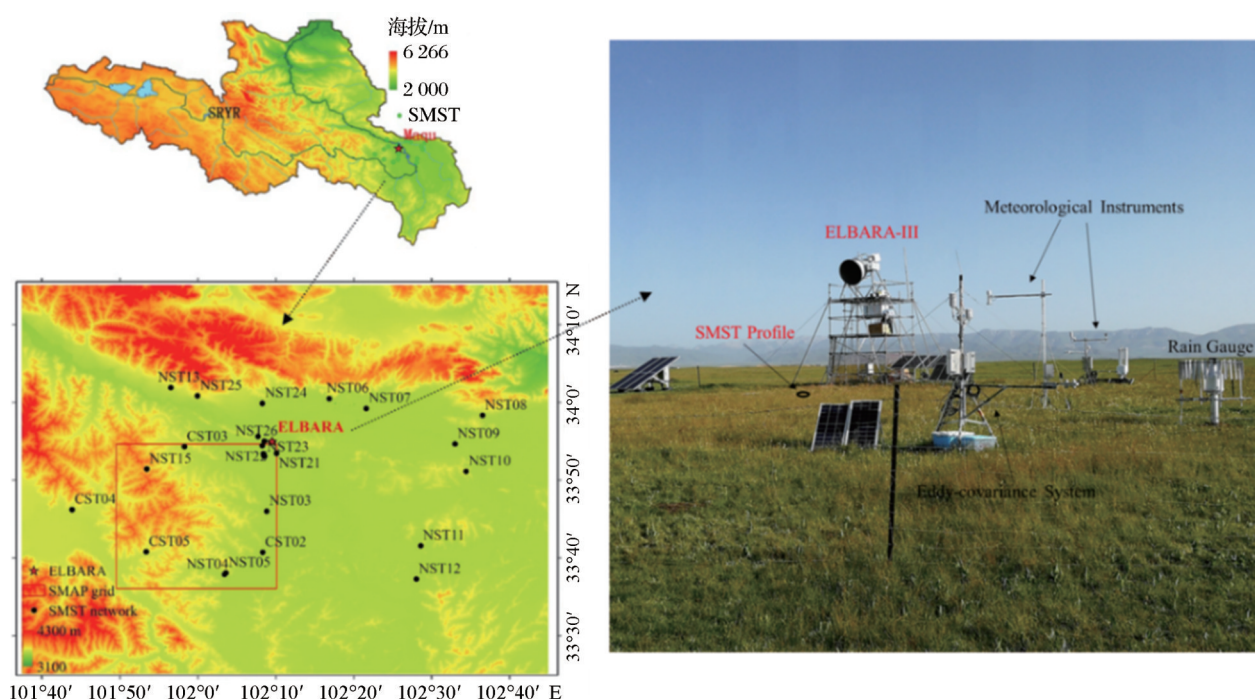 海拔/m
6 266
2 000
SMST
SRYR
Maqu
N
34°10′
34°0′
33°50′
33°40′
33°30′
NST13
NST25
NST24
NST06
NST07
NST08
NST26
ELBARA
CST03
NST23
NST09
NST15
NST22
NST21
NST10
CST04
NST03
NST11
CST05
CST02
NST04
NST05
NST12
ELBARA
SMAP grid
SMST network
4300 m
3100
101°40′ 101°50′ 102°0′ 102°10′ 102°20′ 102°30′ 102°40′ E
Meteorological Instruments
ELBARA-III
SMST Profile
Rain Gauge
Eddy-covariance System